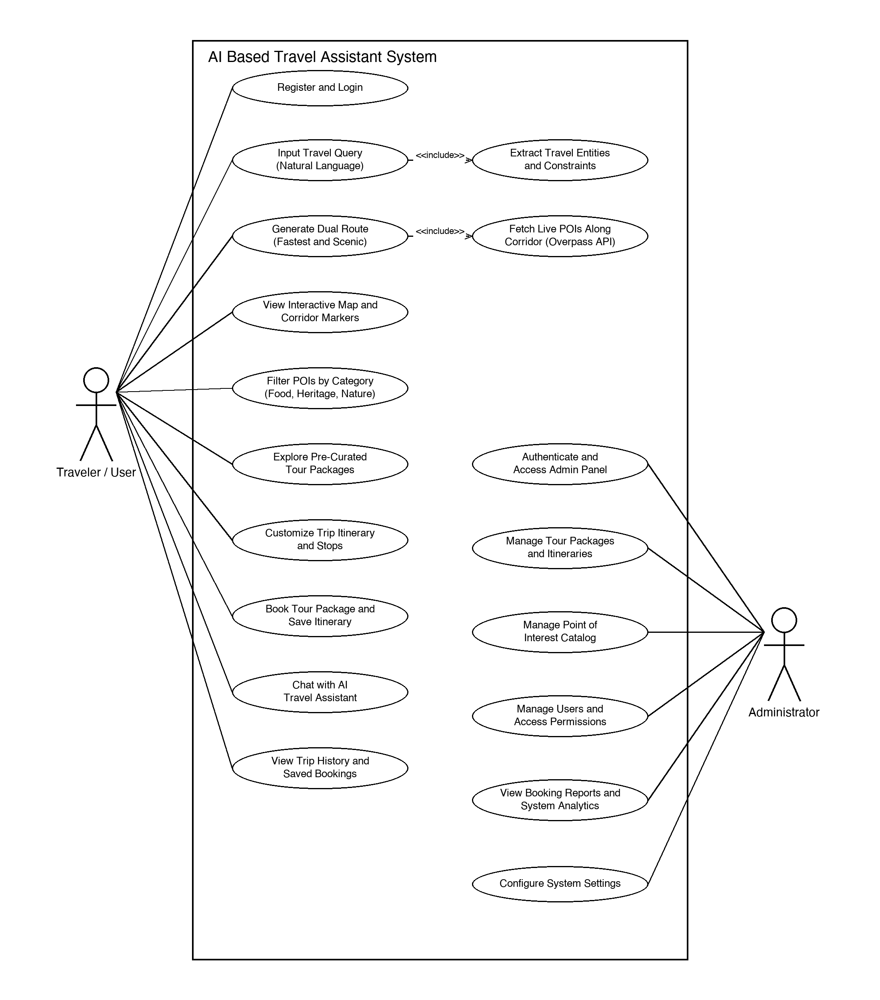 AI Based Travel Assistant System
Register and Login
Input Travel Query
(Natural Language)
<<include>>
Extract Travel Entities
and Constraints
Generate Dual Route
(Fastest and Scenic)
<<include>>
Fetch Live POIs Along
Corridor (Overpass API)
View Interactive Map and
Corridor Markers
Filter POIs by Category
(Food, Heritage, Nature)
Traveler / User
Explore Pre-Curated
Tour Packages
Authenticate and
Access Admin Panel
Customize Trip Itinerary
and Stops
Manage Tour Packages
and Itineraries
Book Tour Package and
Save Itinerary
Manage Point of
Interest Catalog
Chat with AI
Travel Assistant
Manage Users and
Access Permissions
Administrator
View Trip History and
Saved Bookings
View Booking Reports and
System Analytics
Configure System Settings